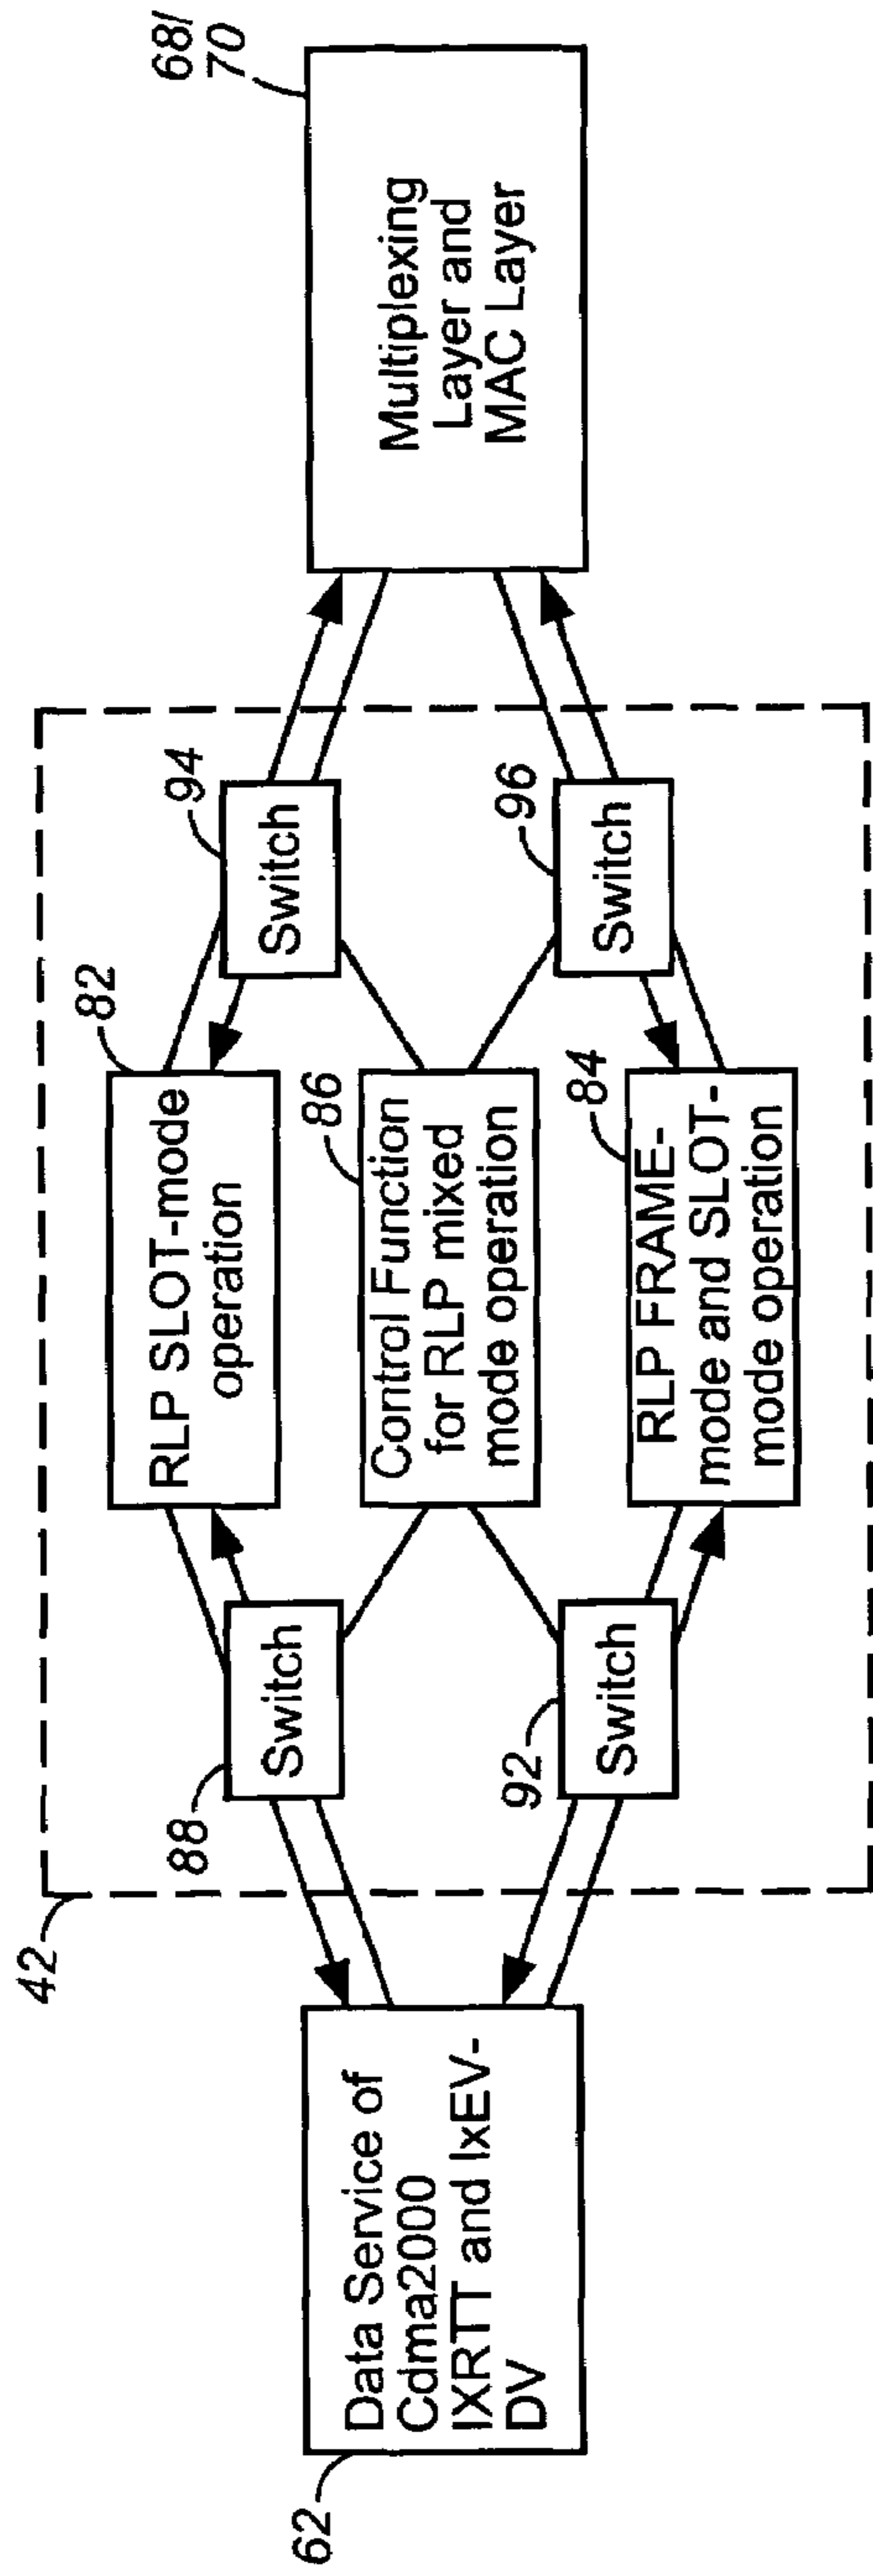 62
Data Service of
Cdma2000
IXRTT and IxEV-
DV
42
88
Switch
92
Switch
82
RLP SLOT-mode
operation
86
Control Function
for RLP mixed
mode operation
84
RLP FRAME-
mode and SLOT-
mode operation
94
Switch
96
Switch
68/
70
Multiplexing
Layer and
MAC Layer